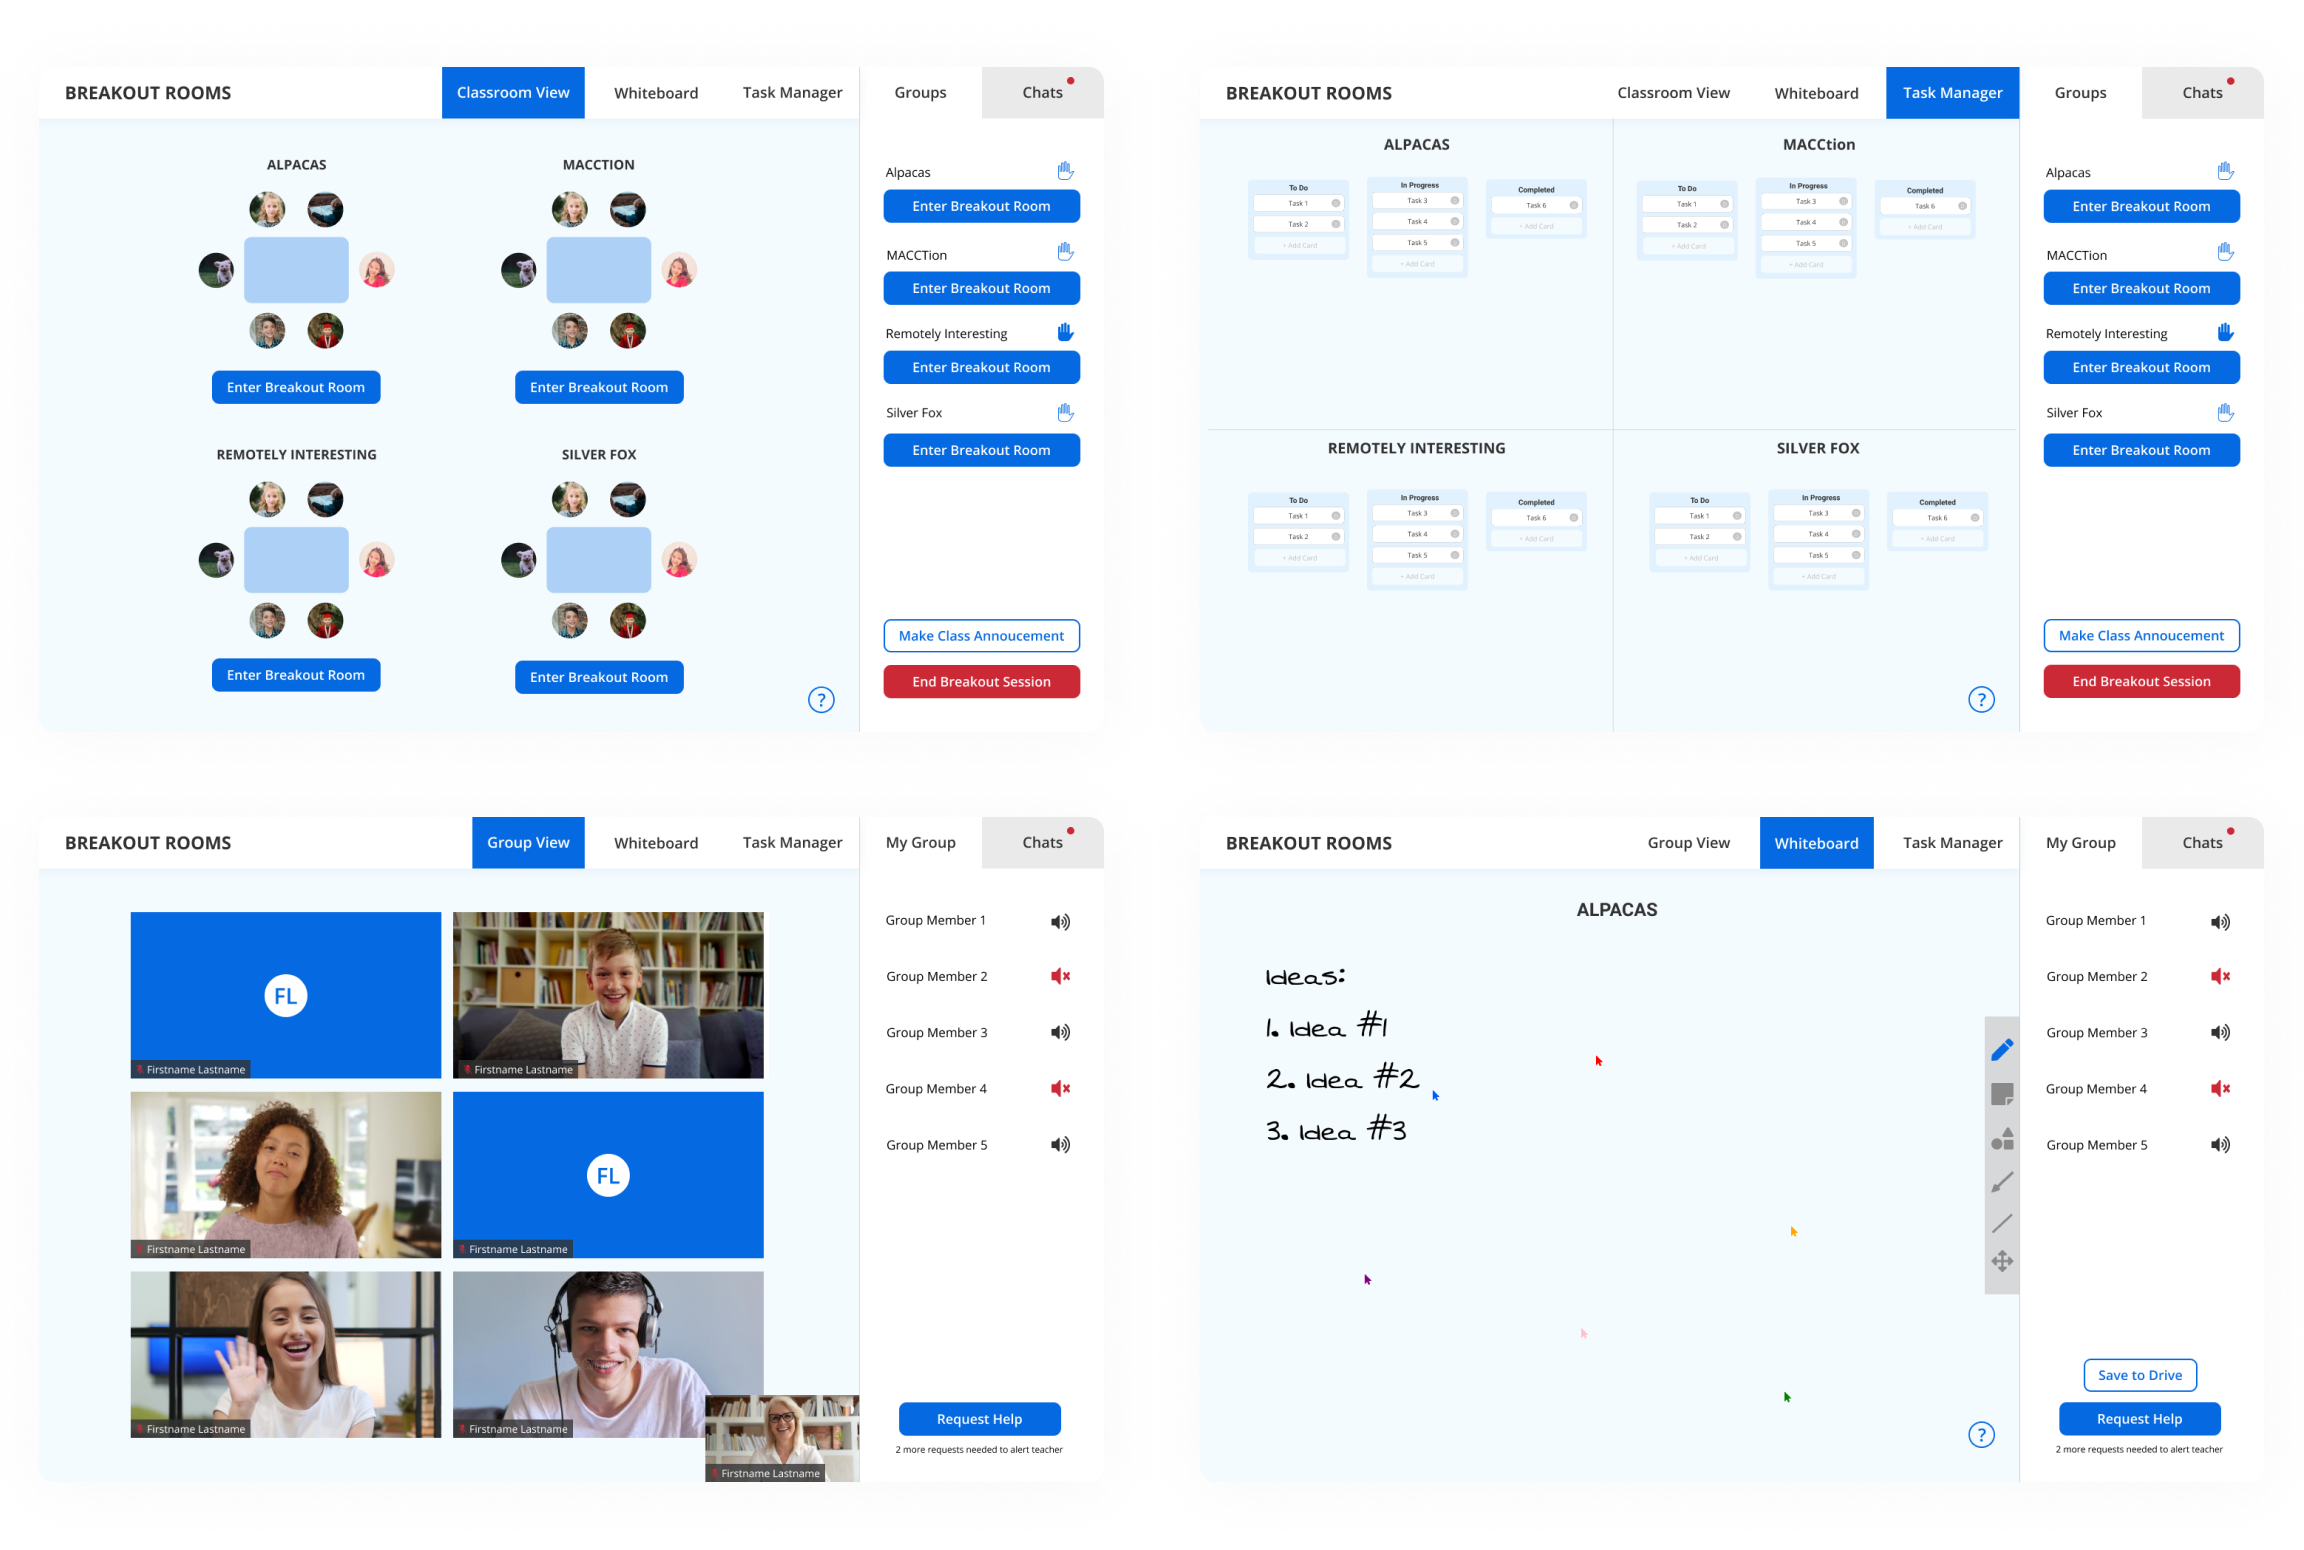 BREAKOUT ROOMS
Classroom View
Whiteboard
Task Manager
Groups
Chats
ALPACAS
MACCTION
Enter Breakout Room
Enter Breakout Room
REMOTELY INTERESTING
SILVER FOX
Enter Breakout Room
Enter Breakout Room
?
Alpacas
Enter Breakout Room
MACCTion
Enter Breakout Room
Remotely Interesting
Enter Breakout Room
Silver Fox
Enter Breakout Room
Make Class Annoucement
End Breakout Session
BREAKOUT ROOMS
Classroom View
Whiteboard
Task Manager
Groups
Chats
ALPACAS
To Do
Task 1
Task 2
+ Add Card
In Progress
Task 3
Task 4
Task 5
+ Add Card
Completed
Task 6
+ Add Card
MACCtion
To Do
Task 1
Task 2
+ Add Card
In Progress
Task 3
Task 4
Task 5
+ Add Card
Completed
Task 6
+ Add Card
REMOTELY INTERESTING
To Do
Task 1
Task 2
+ Add Card
In Progress
Task 3
Task 4
Task 5
+ Add Card
Completed
Task 6
+ Add Card
SILVER FOX
To Do
Task 1
Task 2
+ Add Card
In Progress
Task 3
Task 4
Task 5
+ Add Card
Completed
Task 6
+ Add Card
?
Alpacas
Enter Breakout Room
MACCTion
Enter Breakout Room
Remotely Interesting
Enter Breakout Room
Silver Fox
Enter Breakout Room
Make Class Annoucement
End Breakout Session
BREAKOUT ROOMS
Group View
Whiteboard
Task Manager
My Group
Chats
FL
Firstname Lastname
Firstname Lastname
Firstname Lastname
FL
Firstname Lastname
Firstname Lastname
Firstname Lastname
Firstname Lastname
Group Member 1
Group Member 2
Group Member 3
Group Member 4
Group Member 5
Request Help
2 more requests needed to alert teacher
BREAKOUT ROOMS
Group View
Whiteboard
Task Manager
My Group
Chats
ALPACAS
Ideas:
1. Idea #1
2. Idea #2
3. Idea #3
?
Group Member 1
Group Member 2
Group Member 3
Group Member 4
Group Member 5
Save to Drive
Request Help
2 more requests needed to alert teacher